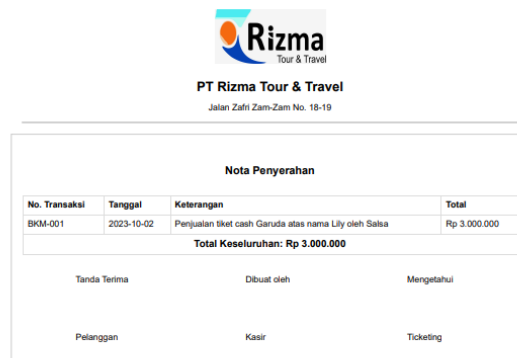 Rizma
Tour & Travel
PT Rizma Tour & Travel
Jalan Zafri Zam-Zam No. 18-19
Nota Penyerahan
No. Transaksi Tanggal Keterangan Total
BKM-001 2023-10-02 Penjualan tiket cash Garuda atas nama Lily oleh Salsa Rp 3.000.000
Total Keseluruhan: Rp 3.000.000
Tanda Terima Dibuat oleh Mengetahui
Pelanggan Kasir Ticketing